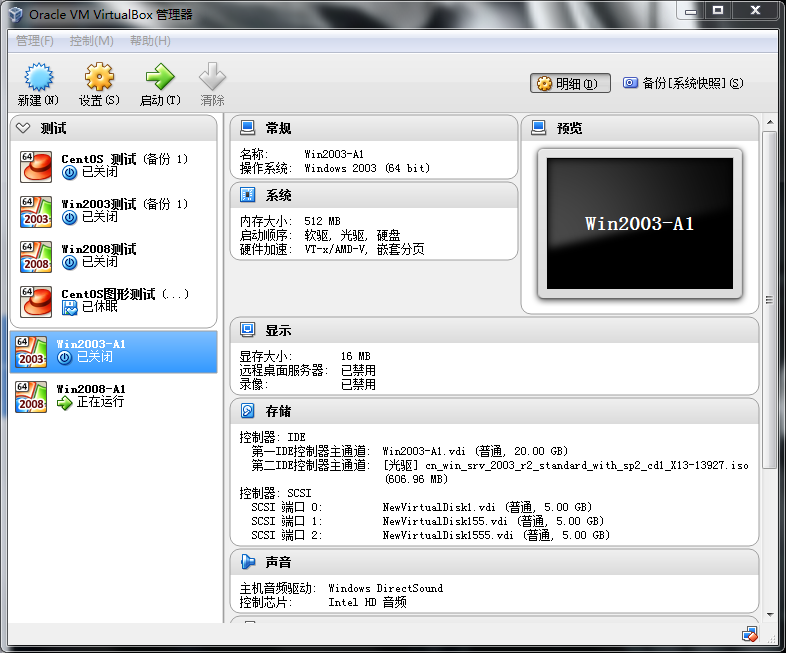 Oracle VM VirtualBox 管理器
管理(F) 控制(M) 帮助(H)
新建(N) 设置(S) 启动(T) 清除
明细(D) 备份[系统快照](S)
测试
64
CentOS 测试 (备份 1)
已关闭
64
2003
Win2003测试 (备份 1)
已关闭
64
2008
Win2008测试
已关闭
64
CentOS图形测试 (...)
已休眠
64
2003
Win2003-A1
已关闭
64
2008
Win2008-A1
正在运行
常规
名称: Win2003-A1
操作系统: Windows 2003 (64 bit)
系统
内存大小: 512 MB
启动顺序: 软驱, 光驱, 硬盘
硬件加速: VT-x/AMD-V, 嵌套分页
预览
Win2003-A1
显示
显存大小: 16 MB
远程桌面服务器: 已禁用
录像: 已禁用
存储
控制器: IDE
第一IDE控制器主通道: Win2003-A1.vdi (普通, 20.00 GB)
第二IDE控制器主通道: [光驱] cn_win_srv_2003_r2_standard_with_sp2_cd1_X13-13927.iso
(606.96 MB)
控制器: SCSI
SCSI 端口 0: NewVirtualDisk1.vdi (普通, 5.00 GB)
SCSI 端口 1: NewVirtualDisk155.vdi (普通, 5.00 GB)
SCSI 端口 2: NewVirtualDisk1555.vdi (普通, 5.00 GB)
声音
主机音频驱动: Windows DirectSound
控制芯片: Intel HD 音频